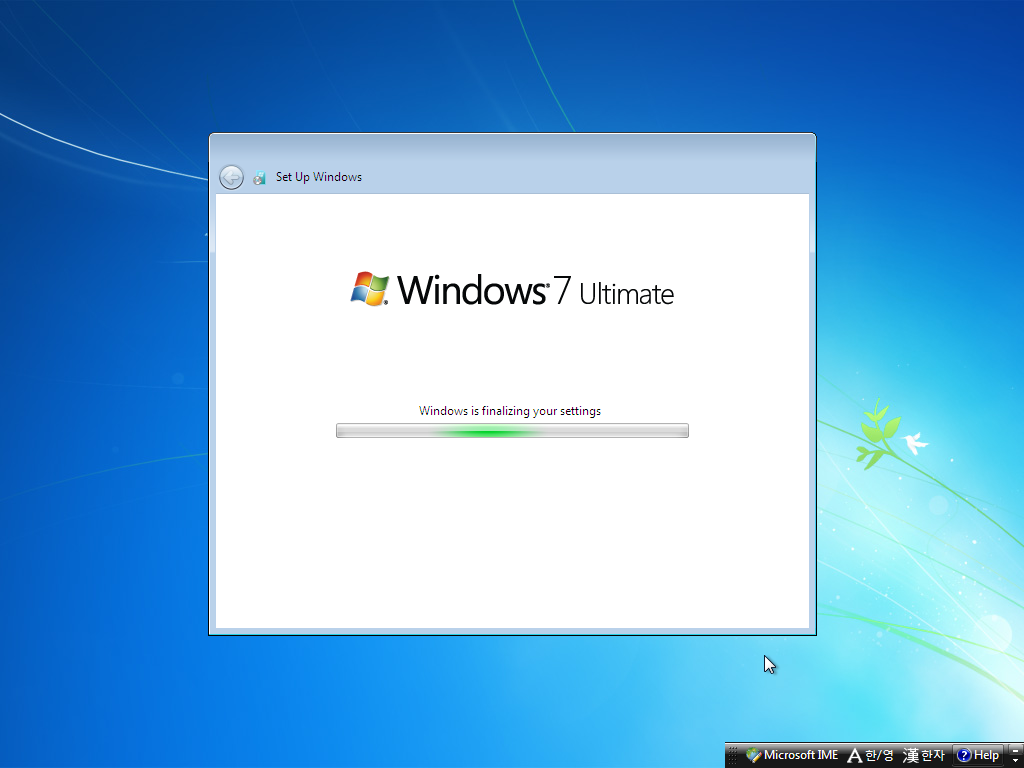 Set Up Windows
Windows® 7 Ultimate
Windows is finalizing your settings
Microsoft IME A 한/영 漢 한자 ? Help